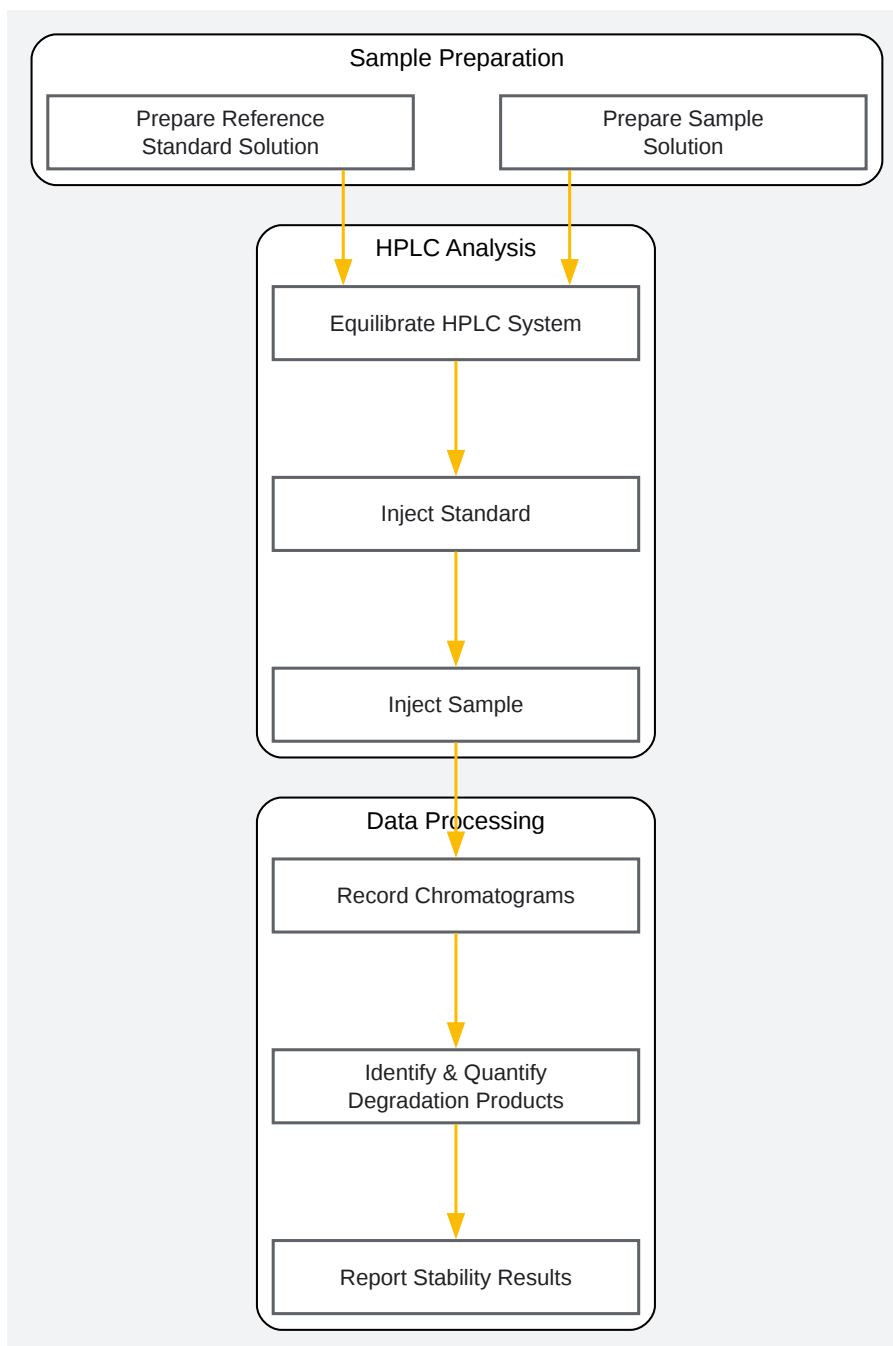 Sample Preparation
Prepare Reference
Standard Solution
Prepare Sample
Solution
HPLC Analysis
Equilibrate HPLC System
Inject Standard
Inject Sample
Data Processing
Record Chromatograms
Identify & Quantify
Degradation Products
Report Stability Results